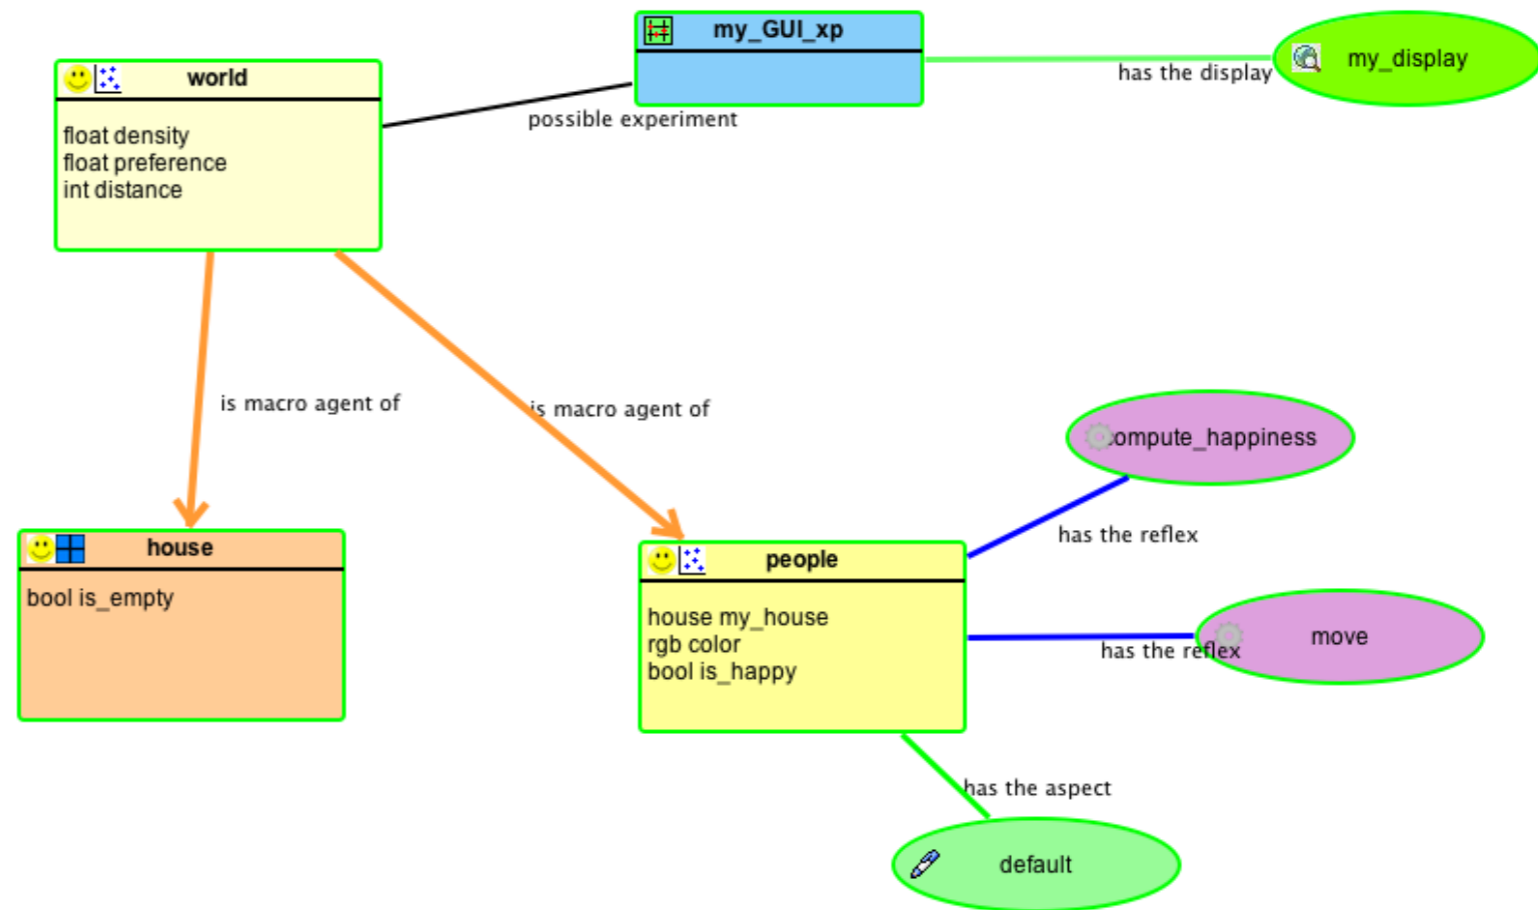 world
float density
float preference
int distance
my_GUI_xp
possible experiment
has the display
my_display
is macro agent of
is macro agent of
house
bool is_empty
people
house my_house
rgb color
bool is_happy
compute_happiness
has the reflex
move
has the reflex
has the aspect
default